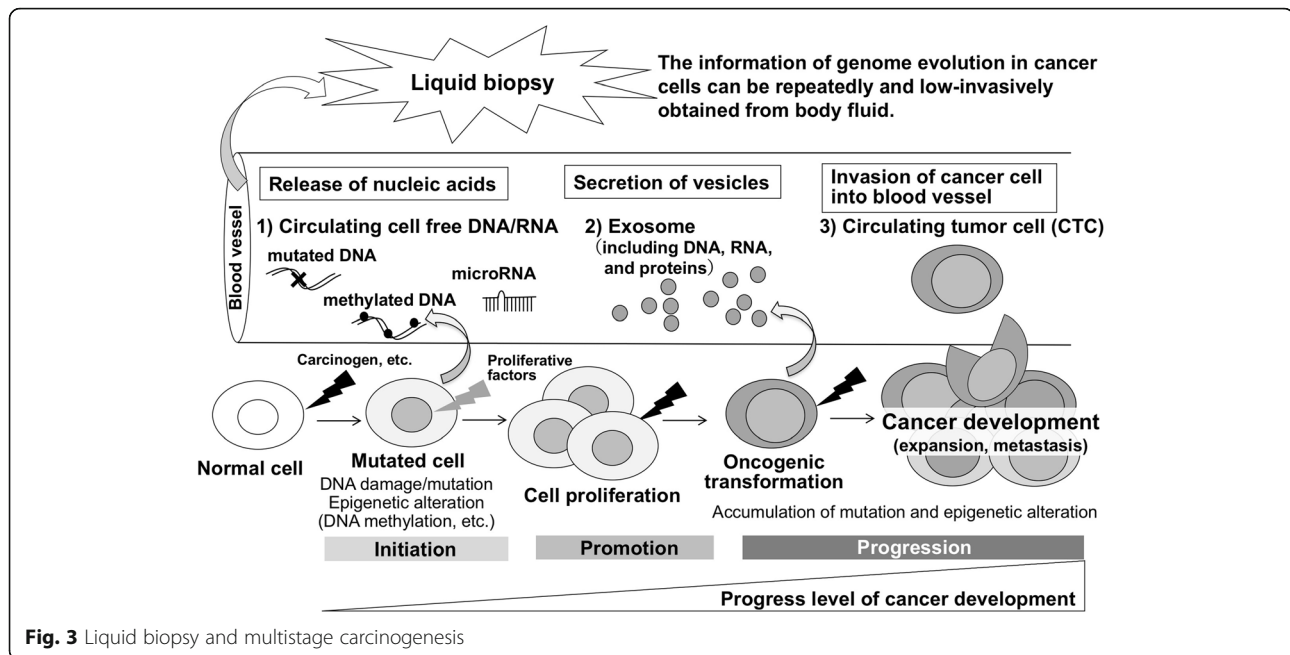 Liquid biopsy
The information of genome evolution in cancer
cells can be repeatedly and low-invasively
obtained from body fluid.
Blood vessel
Release of nucleic acids
1) Circulating cell free DNA/RNA
mutated DNA
methylated DNA
microRNA
Secretion of vesicles
2) Exosome
(including DNA, RNA,
and proteins)
Invasion of cancer cell
into blood vessel
3) Circulating tumor cell (CTC)
Carcinogen, etc.
Proliferative
factors
Normal cell
Mutated cell
DNA damage/mutation
Epigenetic alteration
(DNA methylation, etc.)
Cell proliferation
Oncogenic
transformation
Cancer development
(expansion, metastasis)
Accumulation of mutation and epigenetic alteration
Initiation
Promotion
Progression
Progress level of cancer development
Fig. 3 Liquid biopsy and multistage carcinogenesis